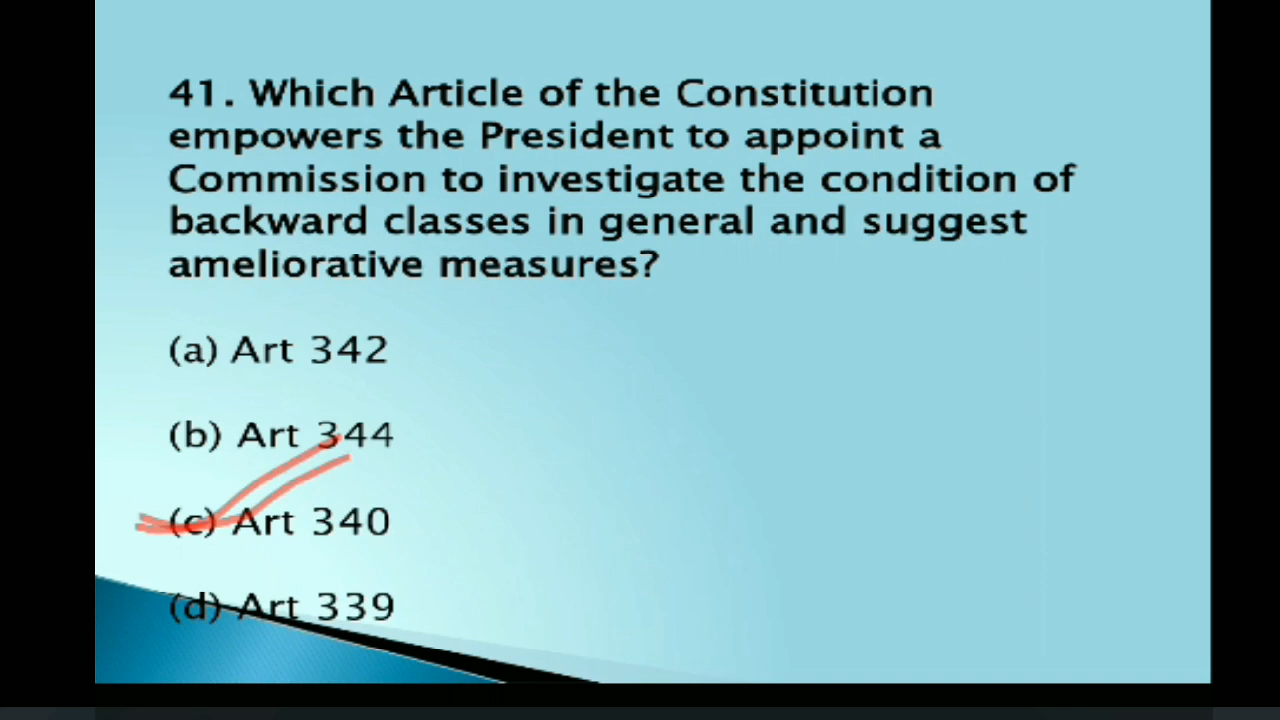 41. Which Article of the Constitution
empowers the President to appoint a
Commission to investigate the condition of
backward classes in general and suggest
ameliorative measures?
(a) Art 342
(b) Art 344
(c) Art 340
(d) Art 339